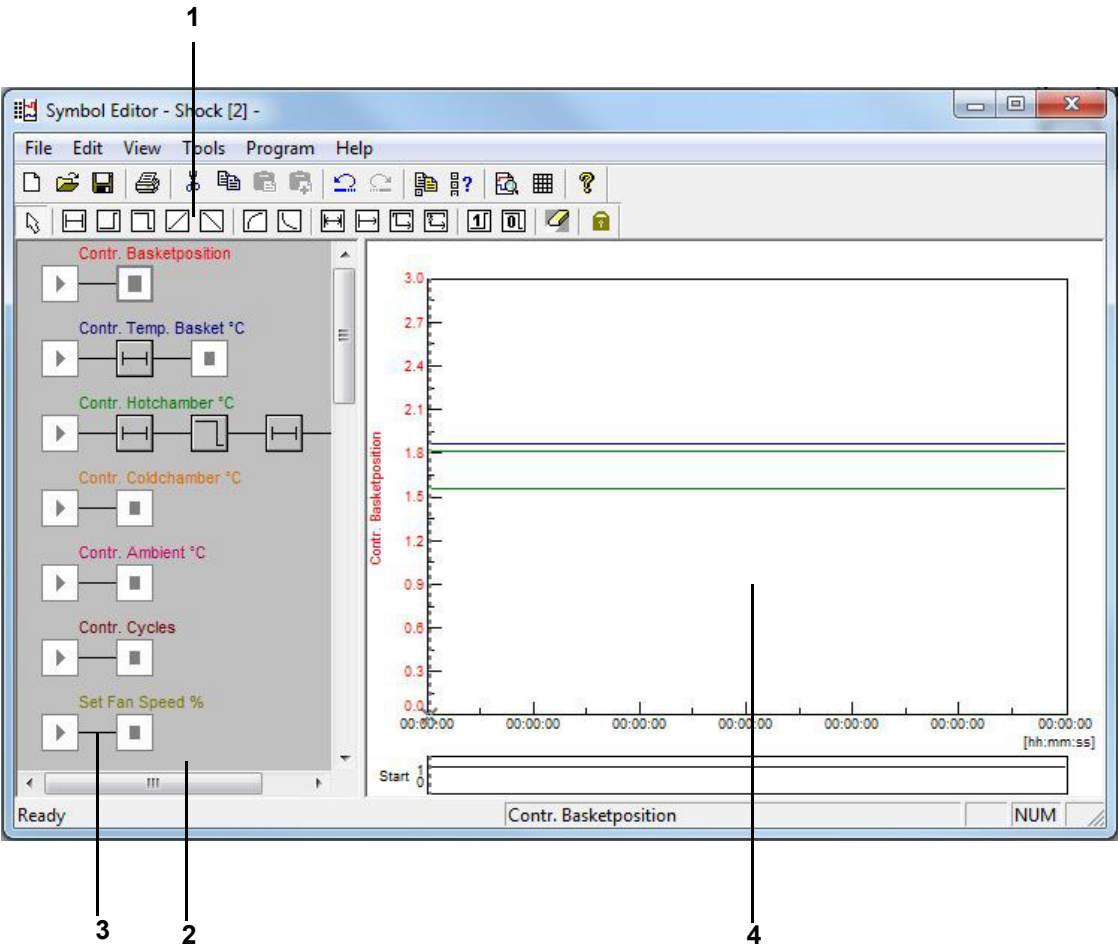 1
Symbol Editor - Shock [2] -
File Edit View Tools Program Help
1 0
Contr. Basketposition
Contr. Temp. Basket °C
Contr. Hotchamber °C
Contr. Coldchamber °C
Contr. Ambient °C
Contr. Cycles
Set Fan Speed %
Contr. Basketposition
3.0
2.7
2.4
2.1
1.8
1.5
1.2
0.9
0.6
0.3
0.0
00:00:00 00:00:00 00:00:00 00:00:00 00:00:00 00:00:00 00:00:00
[hh:mm:ss]
Start 1
0
Ready Contr. Basketposition NUM
3 2 4